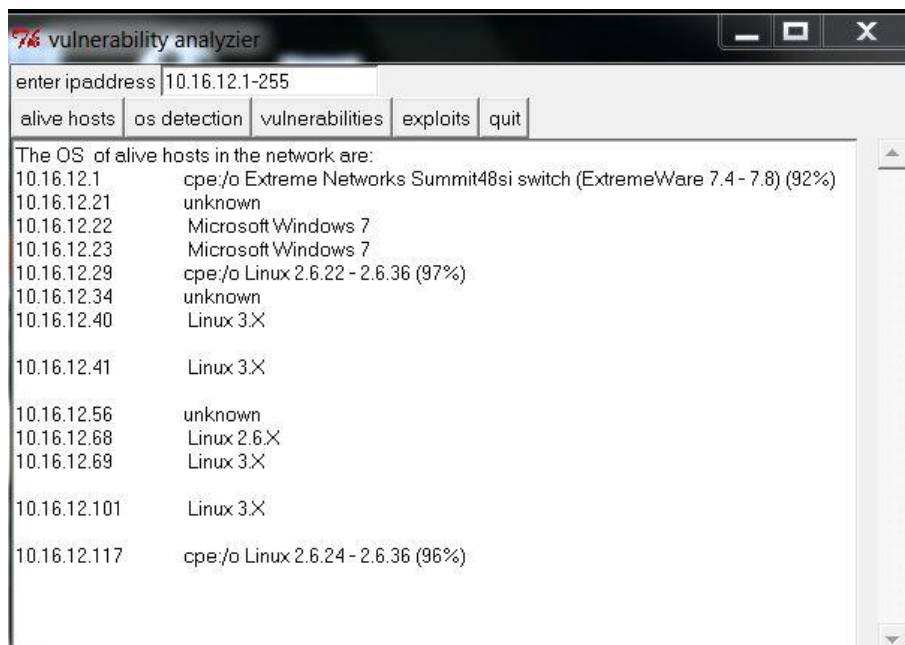 vulnerability analyzier
enter ipaddress 10.16.12.1-255
alive hosts os detection vulnerabilities exploits quit
The OS of alive hosts in the network are:
10.16.12.1 cpe:/o Extreme Networks Summit48si switch (ExtremeWare 7.4 - 7.8) (92%)
10.16.12.21 unknown
10.16.12.22 Microsoft Windows 7
10.16.12.23 Microsoft Windows 7
10.16.12.29 cpe:/o Linux 2.6.22 - 2.6.36 (97%)
10.16.12.34 unknown
10.16.12.40 Linux 3.X
10.16.12.41 Linux 3.X
10.16.12.56 unknown
10.16.12.68 Linux 2.6.X
10.16.12.69 Linux 3.X
10.16.12.101 Linux 3.X
10.16.12.117 cpe:/o Linux 2.6.24 - 2.6.36 (96%)